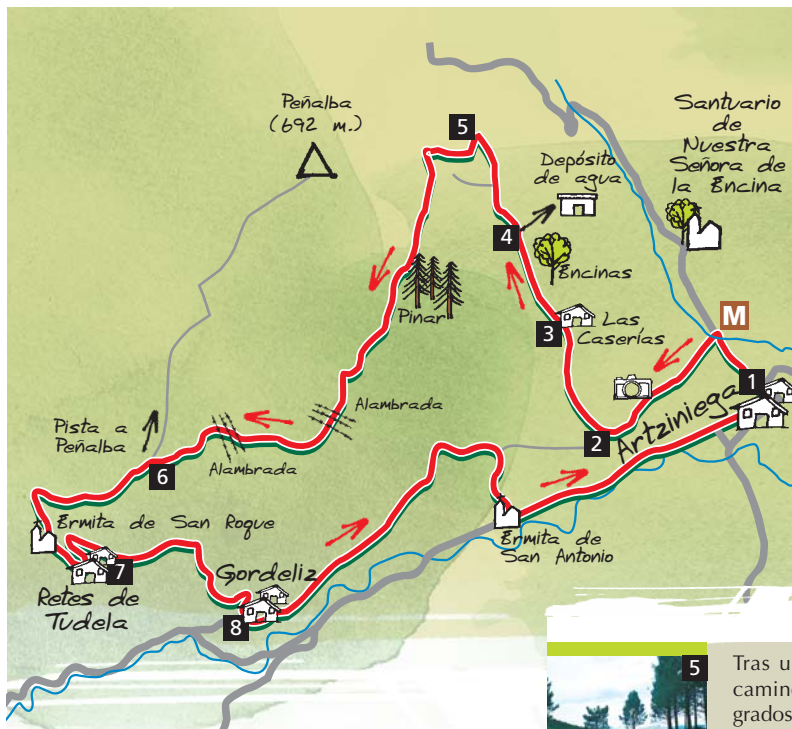 Peñalba
(692 m.)
5
Santuario
de
Nuestra
Señora de
la Encina
Depósito
de agua
4
Encinas
Pinar
3
Las
Caserías
M
1
Artziniega
2
Alambrada
Pista a
Peñalba
Alambrada
6
Ermita de San Roque
7
Retes de
Tudela
Gordeliz
8
Ermita de
San Antonio
5
Tras u
camino
grados